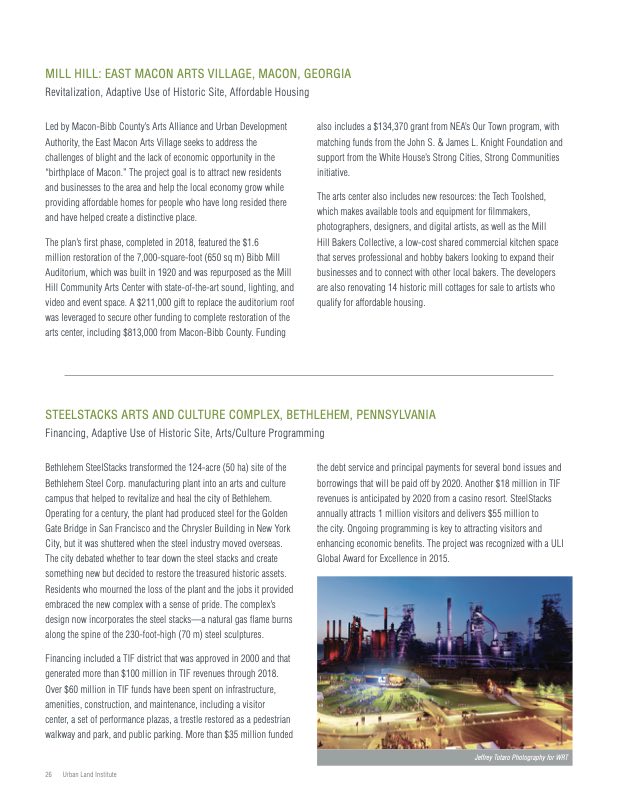 MILL HILL: EAST MACON ARTS VILLAGE, MACON, GEORGIA
Revitalization, Adaptive Use of Historic Site, Affordable Housing
Led by Macon-Bibb County's Arts Alliance and Urban Development
Authority, the East Macon Arts Village seeks to address the
challenges of blight and the lack of economic opportunity in the
"birthplace of Macon." The project goal is to attract new residents
and businesses to the area and help the local economy grow while
providing affordable homes for people who have long resided there
and have helped create a distinctive place.
The plan's first phase, completed in 2018, featured the $1.6
million restoration of the 7,000-square-foot (650 sq m) Bibb Mill
Auditorium, which was built in 1920 and was repurposed as the Mill
Hill Community Arts Center with state-of-the-art sound, lighting, and
video and event space. A $211,000 gift to replace the auditorium roof
was leveraged to secure other funding to complete restoration of the
arts center, including $813,000 from Macon-Bibb County. Funding
also includes a $134,370 grant from NEA's Our Town program, with
matching funds from the John S. & James L. Knight Foundation and
support from the White House's Strong Cities, Strong Communities
initiative.
The arts center also includes new resources: the Tech Toolshed,
which makes available tools and equipment for filmmakers,
photographers, designers, and digital artists, as well as the Mill
Hill Bakers Collective, a low-cost shared commercial kitchen space
that serves professional and hobby bakers looking to expand their
businesses and to connect with other local bakers. The developers
are also renovating 14 historic mill cottages for sale to artists who
qualify for affordable housing.
STEELSTACKS ARTS AND CULTURE COMPLEX, BETHLEHEM, PENNSYLVANIA
Financing, Adaptive Use of Historic Site, Arts/Culture Programming
Bethlehem SteelStacks transformed the 124-acre (50 ha) site of the
Bethlehem Steel Corp. manufacturing plant into an arts and culture
campus that helped to revitalize and heal the city of Bethlehem.
Operating for a century, the plant had produced steel for the Golden
Gate Bridge in San Francisco and the Chrysler Building in New York
City, but it was shuttered when the steel industry moved overseas.
The city debated whether to tear down the steel stacks and create
something new but decided to restore the treasured historic assets.
Residents who mourned the loss of the plant and the jobs it provided
embraced the new complex with a sense of pride. The complex's
design now incorporates the steel stacks—a natural gas flame burns
along the spine of the 230-foot-high (70 m) steel sculptures.
Financing included a TIF district that was approved in 2000 and that
generated more than $100 million in TIF revenues through 2018.
Over $60 million in TIF funds have been spent on infrastructure,
amenities, construction, and maintenance, including a visitor
center, a set of performance plazas, a trestle restored as a pedestrian
walkway and park, and public parking. More than $35 million funded
the debt service and principal payments for several bond issues and
borrowings that will be paid off by 2020. Another $18 million in TIF
revenues is anticipated by 2020 from a casino resort. SteelStacks
annually attracts 1 million visitors and delivers $55 million to
the city. Ongoing programming is key to attracting visitors and
enhancing economic benefits. The project was recognized with a ULI
Global Award for Excellence in 2015.
Jeffrey Totaro Photography for WRT
26 Urban Land Institute